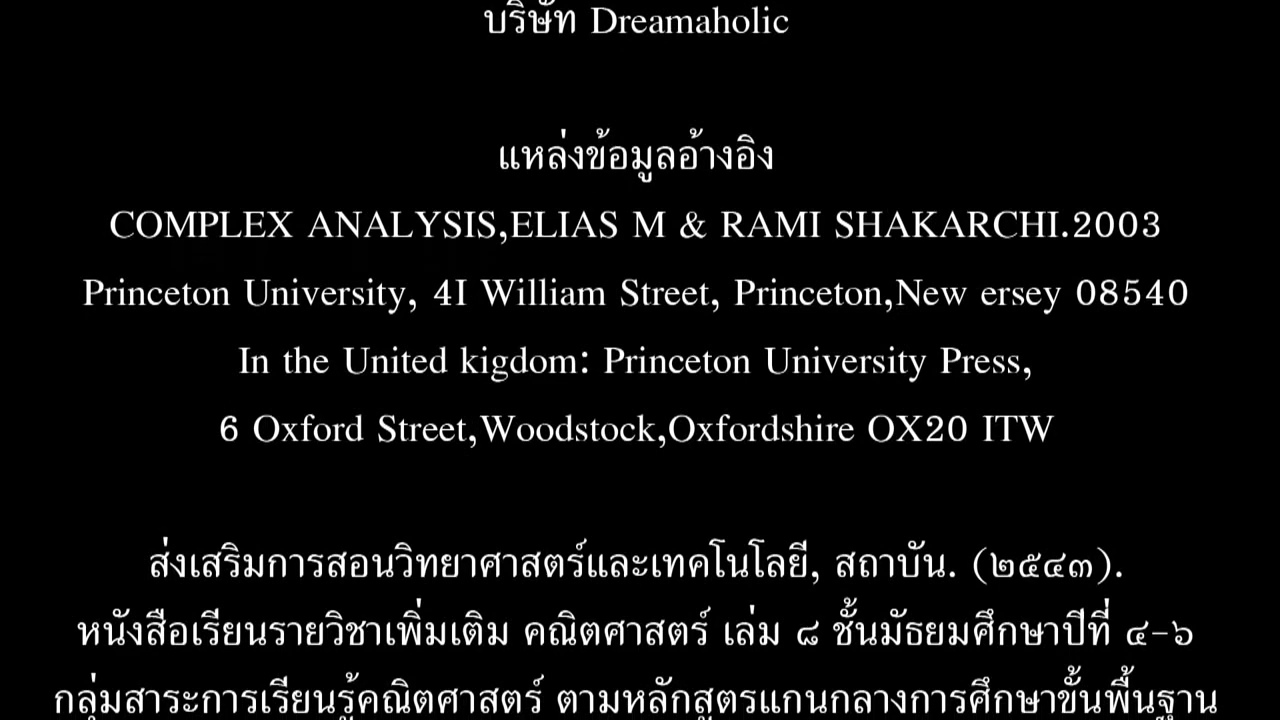 บริษัท Dreamaholic
แหล่งข้อมูลอ้างอิง
COMPLEX ANALYSIS,ELIAS M & RAMI SHAKARCHI.2003
Princeton University, 4I William Street, Princeton,New ersey 08540
In the United kigdom: Princeton University Press,
6 Oxford Street,Woodstock,Oxfordshire OX20 ITW
ส่งเสริมการสอนวิทยาศาสตร์และเทคโนโลยี, สถาบัน. (๒๕๔๓).
หนังสือเรียนรายวิชาเพิ่มเติม คณิตศาสตร์ เล่ม ๘ ชั้นมัธยมศึกษาปีที่ ๔-๖
กลุ่มสาระการเรียนรู้คณิตศาสตร์ ตามหลักสูตรแกนกลางการศึกษาขั้นพื้นฐาน